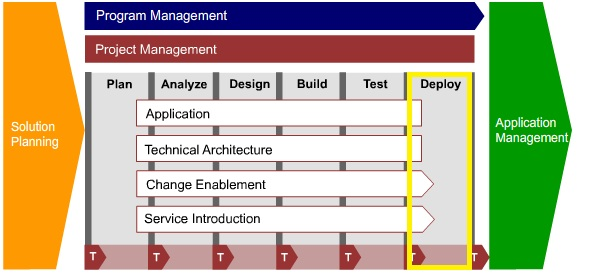 Program Management
Project Management
Solution
Planning
Plan Analyze Design Build Test Deploy
Application
Technical Architecture
Change Enablement
Service Introduction
Application
Management
T T T T T T T